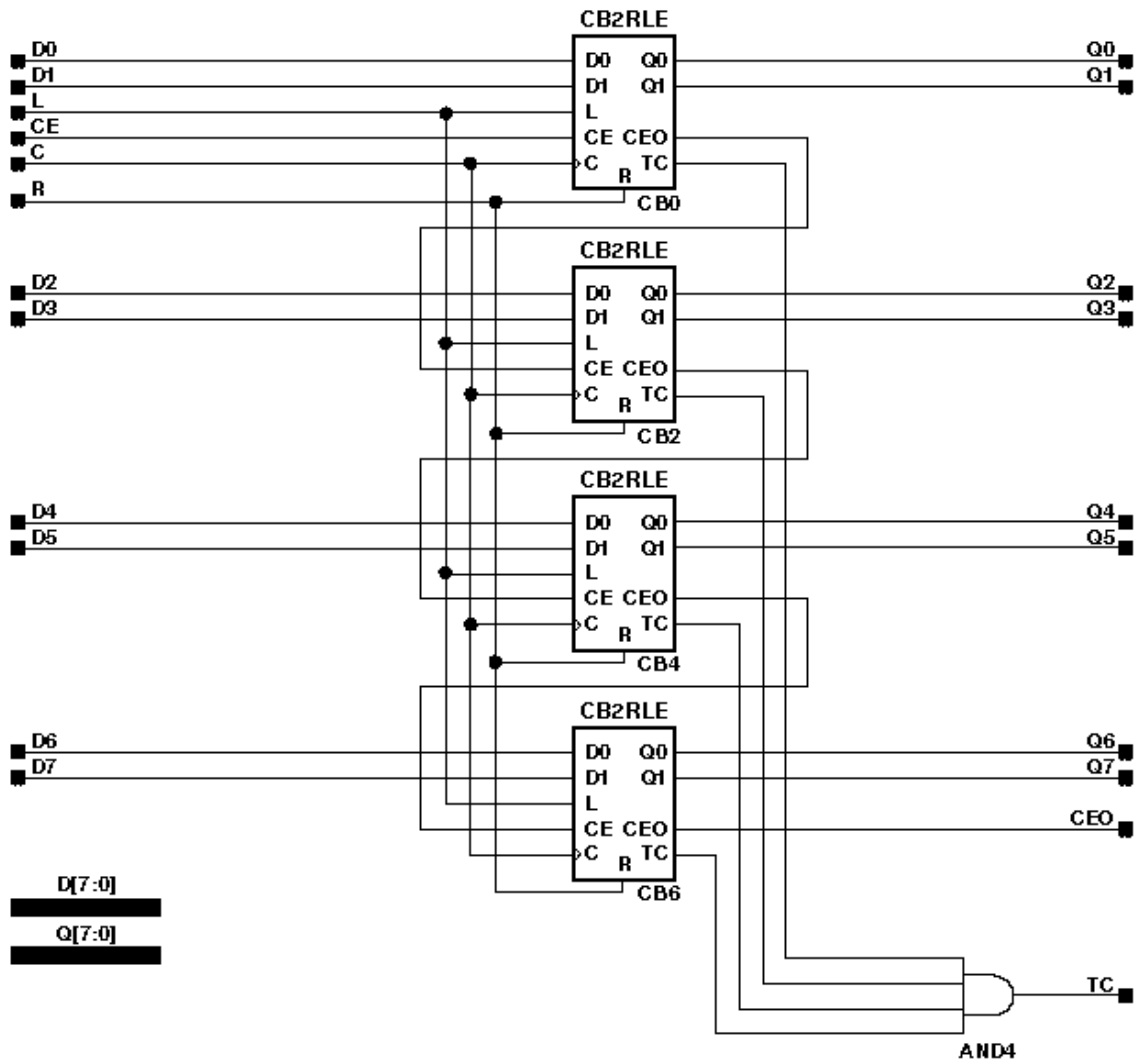 CB2RLE
D0 D0 Q0 Q0
D1 D1 Q1 Q1
L L
CE CE CEO
C C TC
R R
CB0
CB2RLE
D2 D0 Q0 Q2
D3 D1 Q1 Q3
L
CE CEO
C TC
R
CB2
CB2RLE
D4 D0 Q0 Q4
D5 D1 Q1 Q5
L
CE CEO
C TC
R
CB4
CB2RLE
D6 D0 Q0 Q6
D7 D1 Q1 Q7
L
CE CEO CEO
C TC
R
CB6
D[7:0]
Q[7:0]
TC
AND4